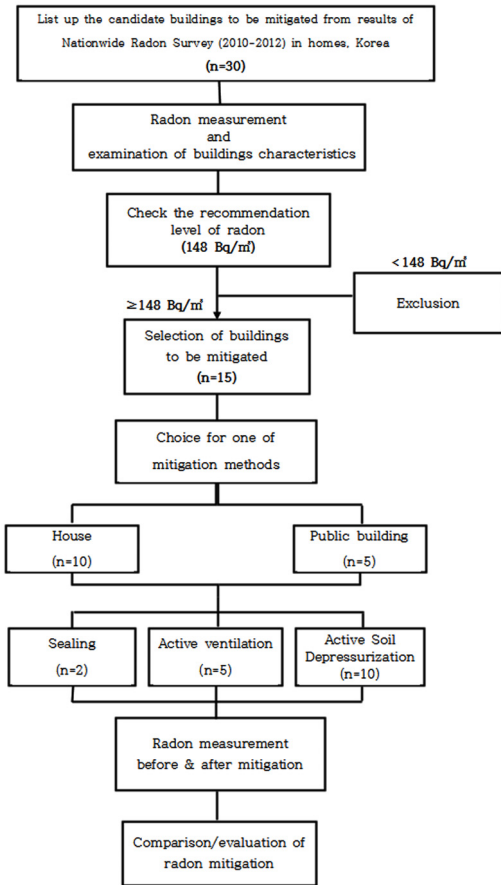 List up the candidate buildings to be mitigated from results of
Nationwide Radon Survey (2010-2012) in homes, Korea
(n=30)
Radon measurement
and
examination of buildings characteristics
Check the recommendation
level of radon
(148 Bq/㎥)
<148 Bq/㎥
≥148 Bq/㎥
Exclusion
Selection of buildings
to be mitigated
(n=15)
Choice for one of
mitigation methods
House
(n=10)
Public building
(n=5)
Sealing
(n=2)
Active ventilation
(n=5)
Active Soil
Depressurization
(n=10)
Radon measurement
before & after mitigation
Comparison/evaluation of
radon mitigation